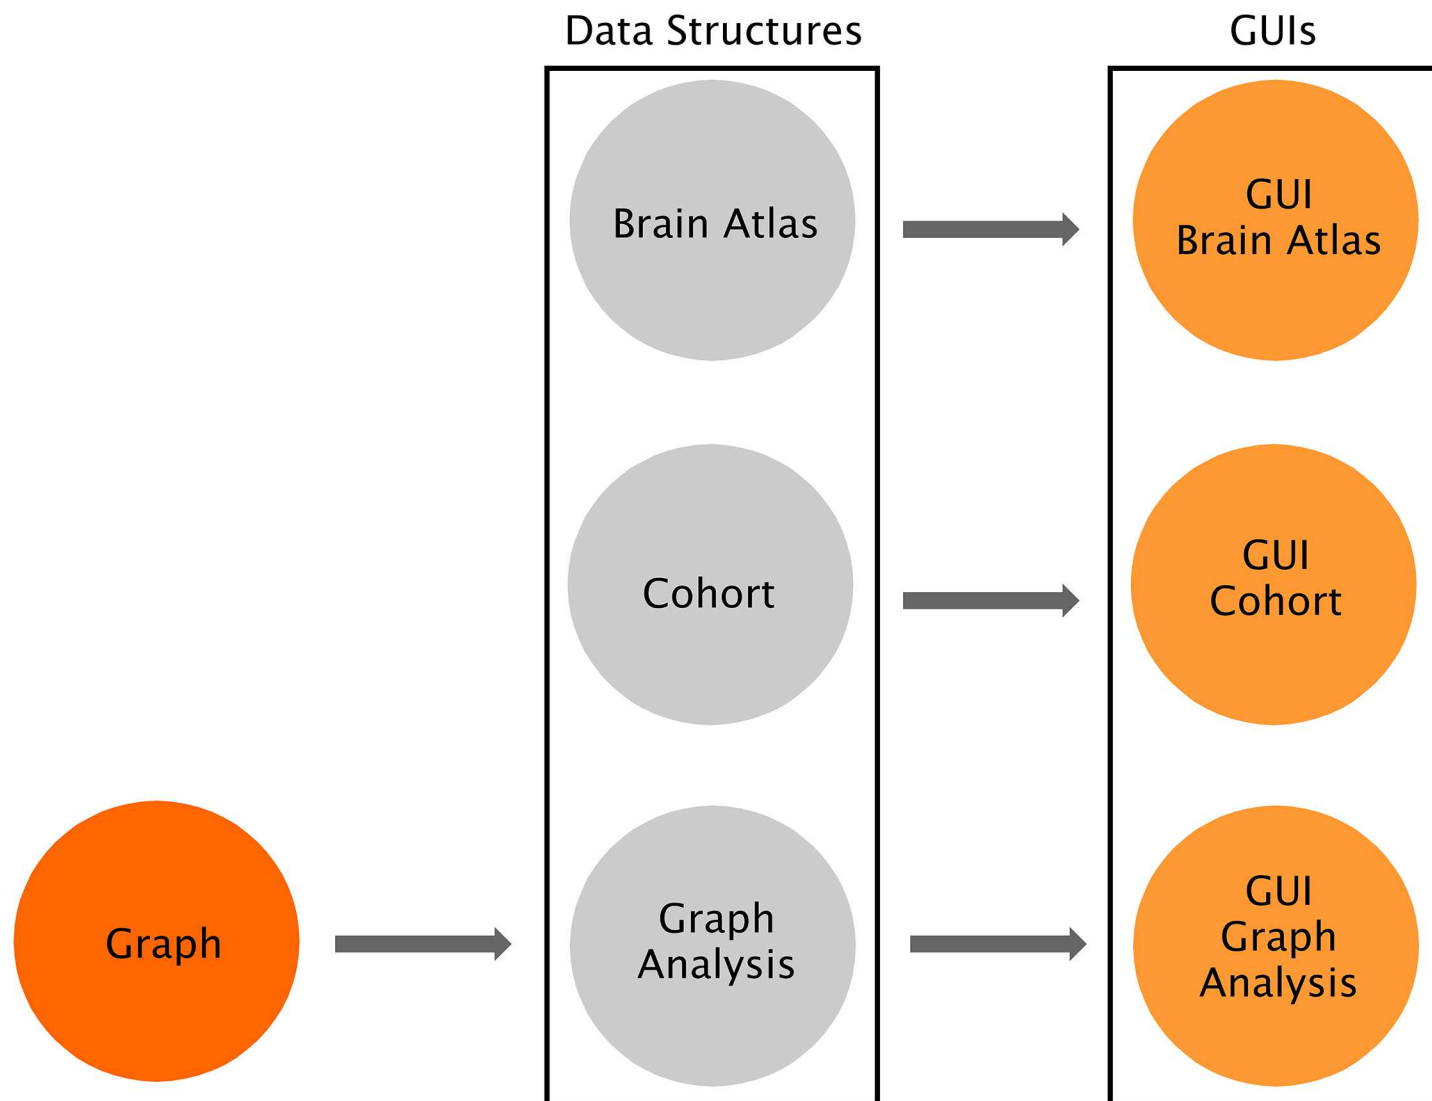 Data Structures
GUIs
Brain Atlas
GUI
Brain Atlas
Cohort
GUI
Cohort
Graph
Graph
Analysis
GUI
Graph
Analysis